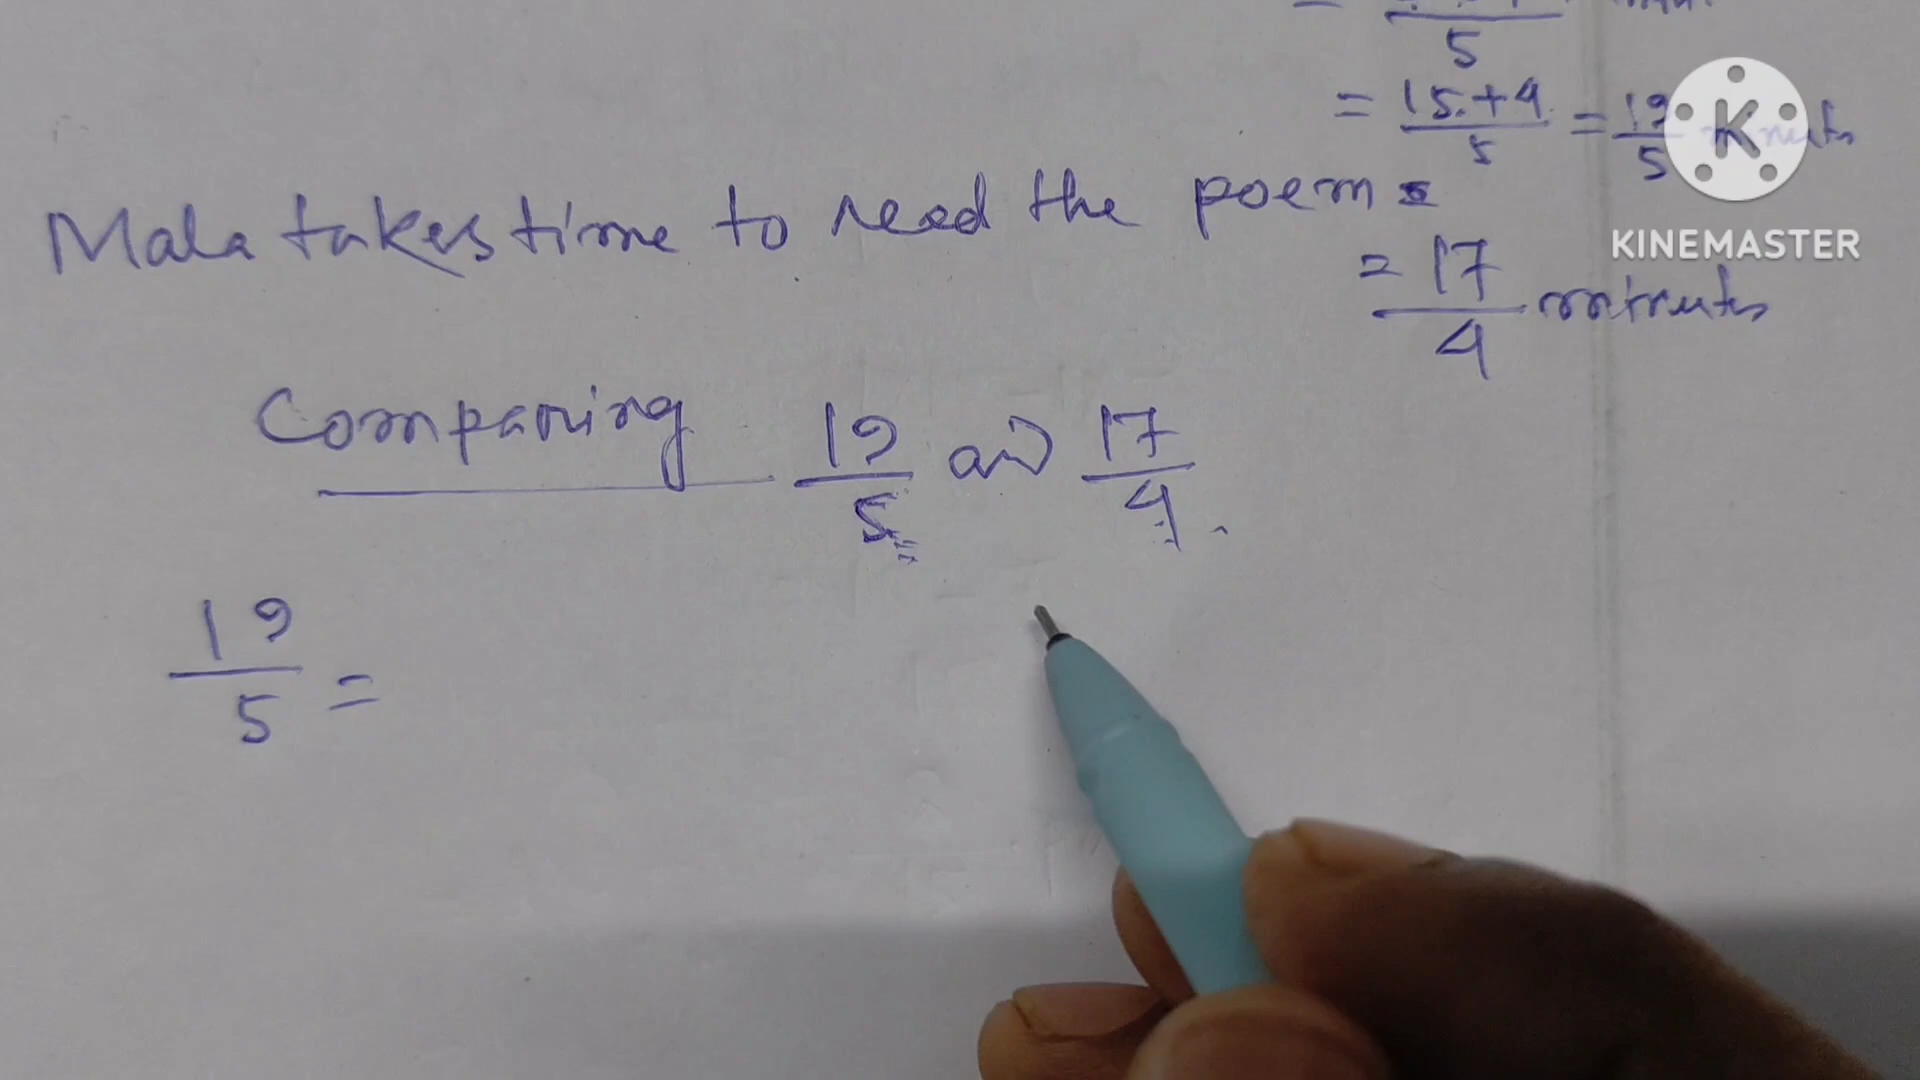 5
= 15+4/5 = 19/5
Mala takes time to read the poem =
= 17/4 minutes
Comparing 19/5 and 17/4.
19/5 =
K
KINEMASTER